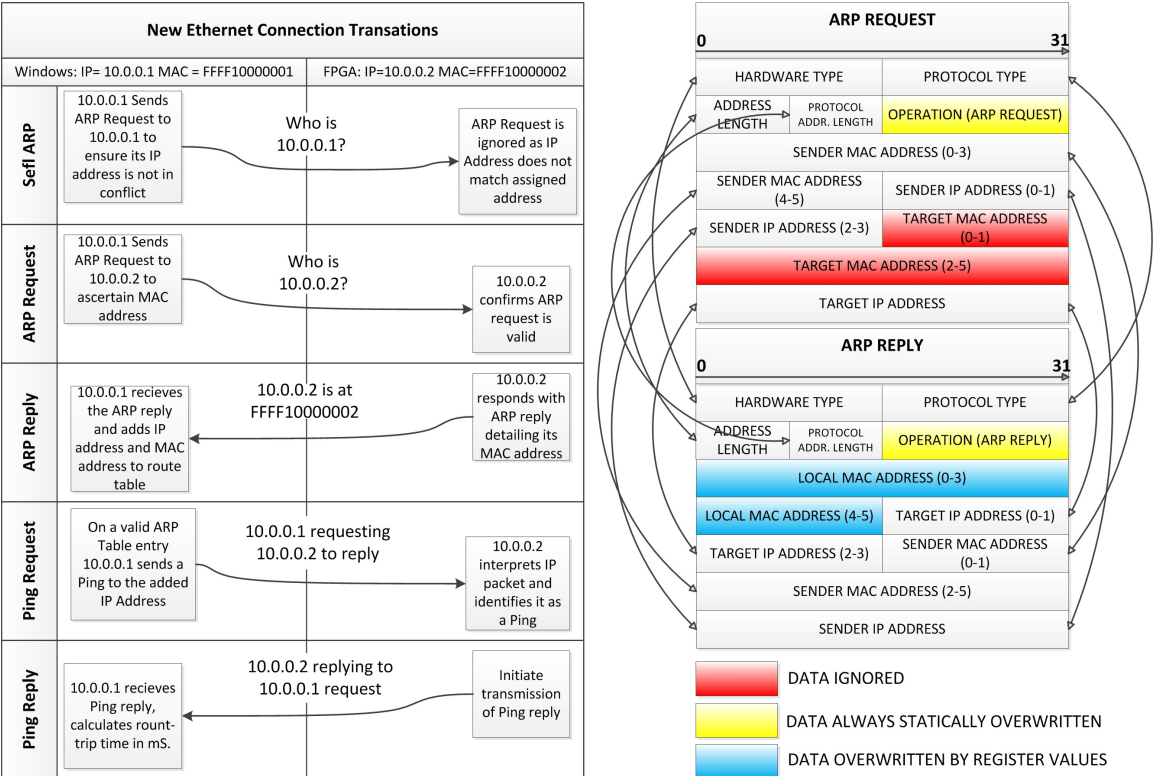 New Ethernet Connection Transations
Windows: IP= 10.0.0.1 MAC = FFFF10000001
FPGA: IP=10.0.0.2 MAC=FFFF10000002
Sefl ARP
10.0.0.1 Sends
ARP Request to
10.0.0.1 to
ensure its IP
address is not in
conflict
Who is
10.0.0.1?
ARP Request is
ignored as IP
Address does not
match assigned
address
ARP Request
10.0.0.1 Sends
ARP Request to
10.0.0.2 to
ascertain MAC
address
Who is
10.0.0.2?
10.0.0.2
confirms ARP
request is
valid
ARP Reply
10.0.0.1 recieves
the ARP reply
and adds IP
address and MAC
address to route
table
10.0.0.2 is at
FFFF10000002
10.0.0.2
responds with
ARP reply
detailing its
MAC address
Ping Request
On a valid ARP
Table entry
10.0.0.1 sends a
Ping to the added
IP Address
10.0.0.1 requesting
10.0.0.2 to reply
10.0.0.2
interprets IP
packet and
identifies it as
a Ping
Ping Reply
10.0.0.1 recieves
Ping reply,
calculates rount-
trip time in mS.
10.0.0.2 replying to
10.0.0.1 request
Initiate
transmission
of Ping reply
ARP REQUEST
0 31
HARDWARE TYPE
PROTOCOL TYPE
ADDRESS
LENGTH
PROTOCOL
ADDR. LENGTH
OPERATION (ARP REQUEST)
SENDER MAC ADDRESS (0-3)
SENDER MAC ADDRESS
(4-5)
SENDER IP ADDRESS (0-1)
SENDER IP ADDRESS (2-3)
TARGET MAC ADDRESS
(0-1)
TARGET MAC ADDRESS (2-5)
TARGET IP ADDRESS
ARP REPLY
0 31
HARDWARE TYPE
PROTOCOL TYPE
ADDRESS
LENGTH
PROTOCOL
ADDR. LENGTH
OPERATION (ARP REPLY)
LOCAL MAC ADDRESS (0-3)
LOCAL MAC ADDRESS (4-5)
TARGET IP ADDRESS (0-1)
TARGET IP ADDRESS (2-3)
SENDER MAC ADDRESS
(0-1)
SENDER MAC ADDRESS (2-5)
SENDER IP ADDRESS
DATA IGNORED
DATA ALWAYS STATICALLY OVERWRITTEN
DATA OVERWRITTEN BY REGISTER VALUES